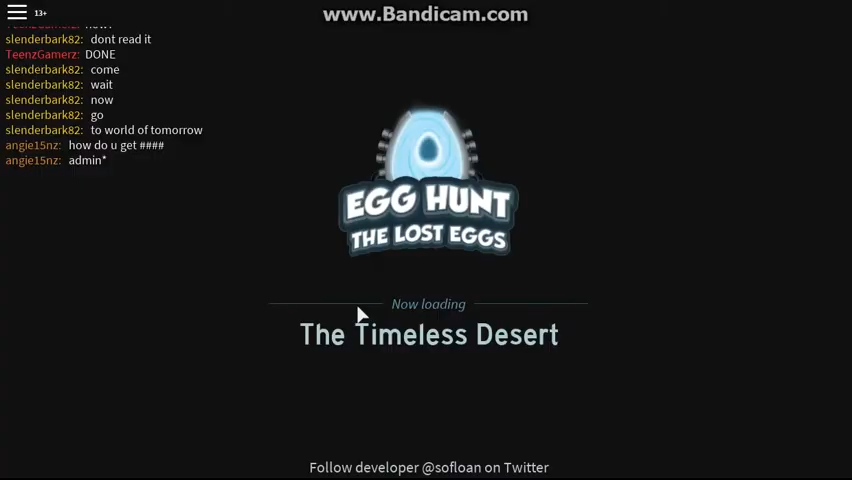 13+
www.Bandicam.com
slenderbark82: dont read it
TeenzGamerz: DONE
slenderbark82: come
slenderbark82: wait
slenderbark82: now
slenderbark82: go
slenderbark82: to world of tomorrow
angie15nz: how do u get ####
angie15nz: admin*
EGG HUNT
THE LOST EGGS
Now loading
The Timeless Desert
Follow developer @sofloan on Twitter